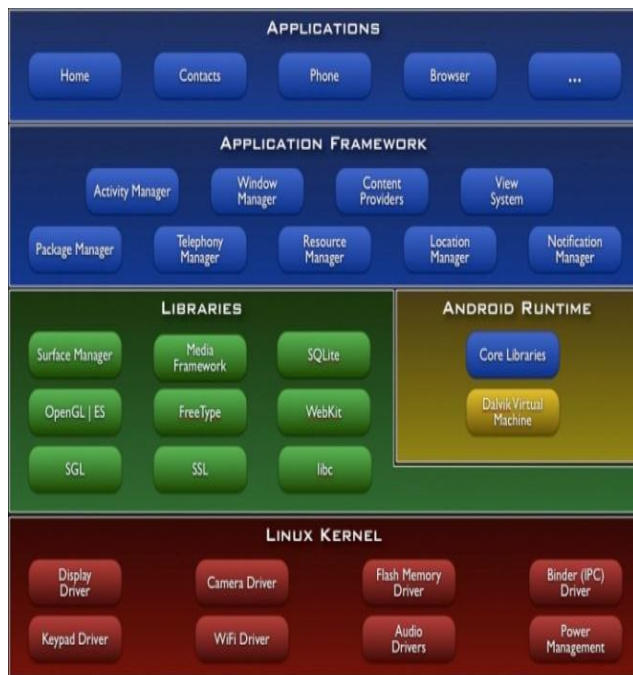 APPLICATIONS
Home
Contacts
Phone
Browser
...
APPLICATION FRAMEWORK
Activity Manager
Window
Manager
Content
Providers
View
System
Package Manager
Telephony
Manager
Resource
Manager
Location
Manager
Notification
Manager
LIBRARIES
Surface Manager
Media
Framework
SQLite
OpenGL | ES
FreeType
WebKit
SGL
SSL
libc
ANDROID RUNTIME
Core Libraries
Dalvik Virtual
Machine
LINUX KERNEL
Display
Driver
Camera Driver
Flash Memory
Driver
Binder (IPC)
Driver
Keypad Driver
WiFi Driver
Audio
Drivers
Power
Management